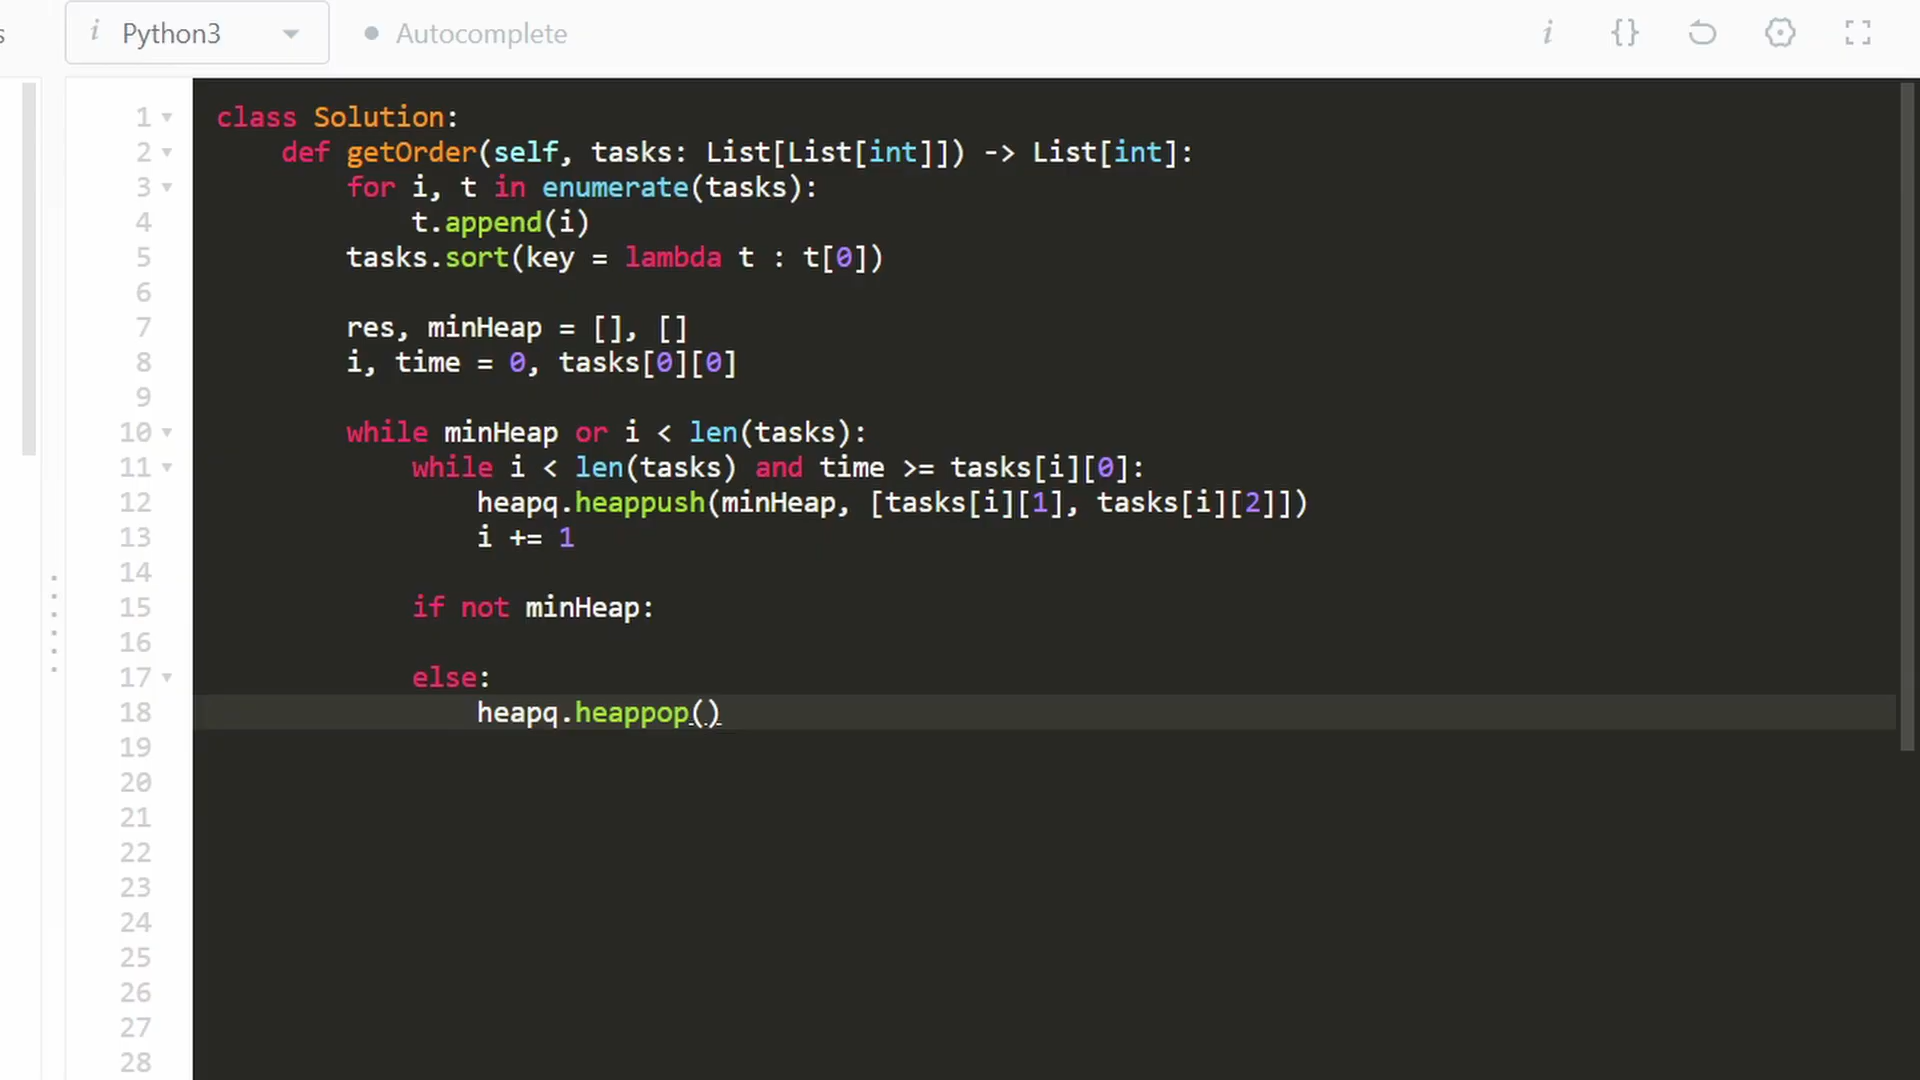 s
i Python3
Autocomplete
i {}
1 class Solution:
2 def getOrder(self, tasks: List[List[int]]) -> List[int]:
3 for i, t in enumerate(tasks):
4 t.append(i)
5 tasks.sort(key = lambda t : t[0])
6
7 res, minHeap = [], []
8 i, time = 0, tasks[0][0]
9
10 while minHeap or i < len(tasks):
11 while i < len(tasks) and time >= tasks[i][0]:
12 heapq.heappush(minHeap, [tasks[i][1], tasks[i][2]])
13 i += 1
14
15 if not minHeap:
16
17 else:
18 heapq.heappop()
19
20
21
22
23
24
25
26
27
28